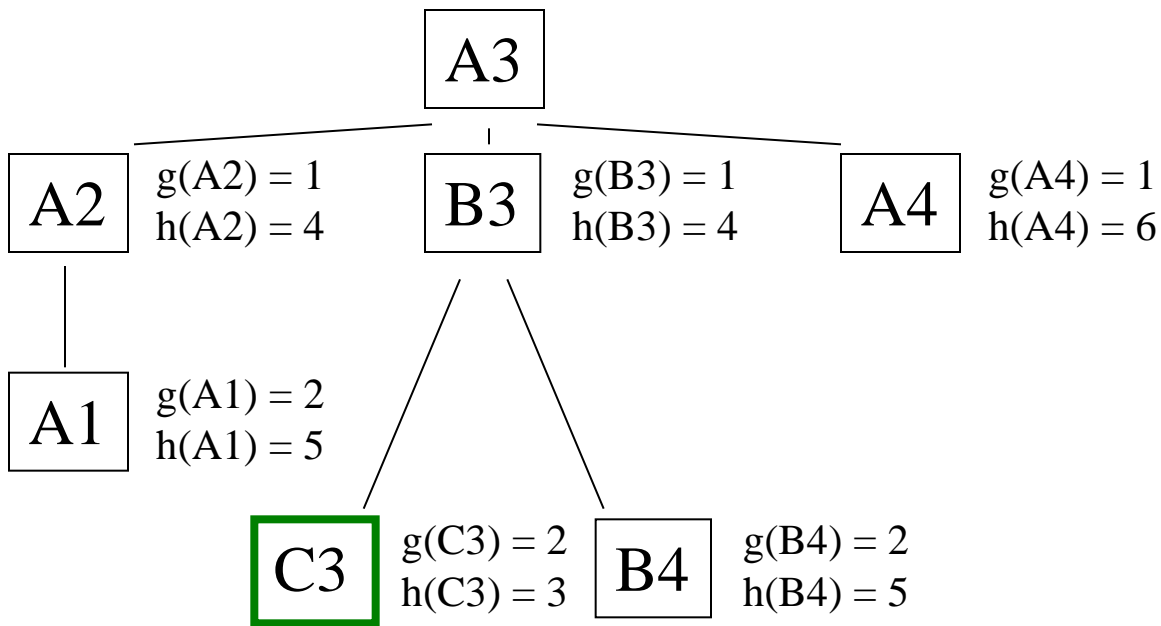 A3
A2
g(A2) = 1
h(A2) = 4
B3
g(B3) = 1
h(B3) = 4
A4
g(A4) = 1
h(A4) = 6
A1
g(A1) = 2
h(A1) = 5
C3
g(C3) = 2
h(C3) = 3
B4
g(B4) = 2
h(B4) = 5